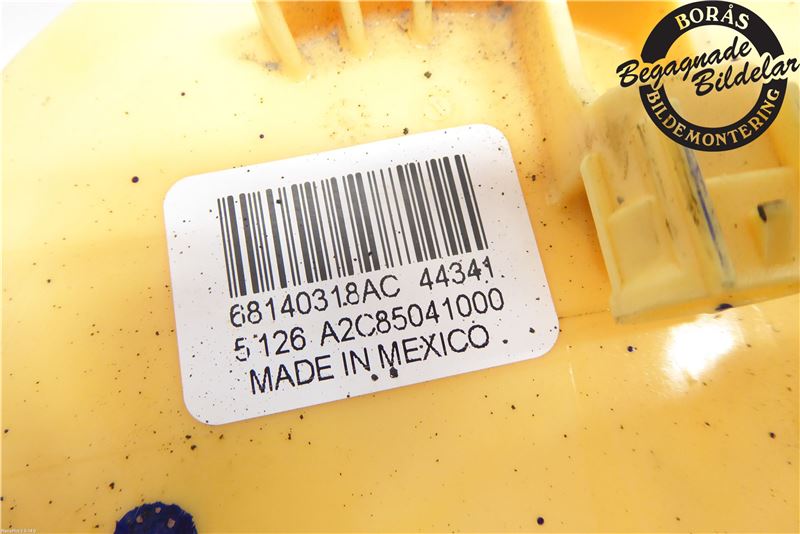 BORÅS
Begagnade
Bildelar
BILDEMONTERING
68140318AC 44341
5126 A2C85041000
MADE IN MEXICO